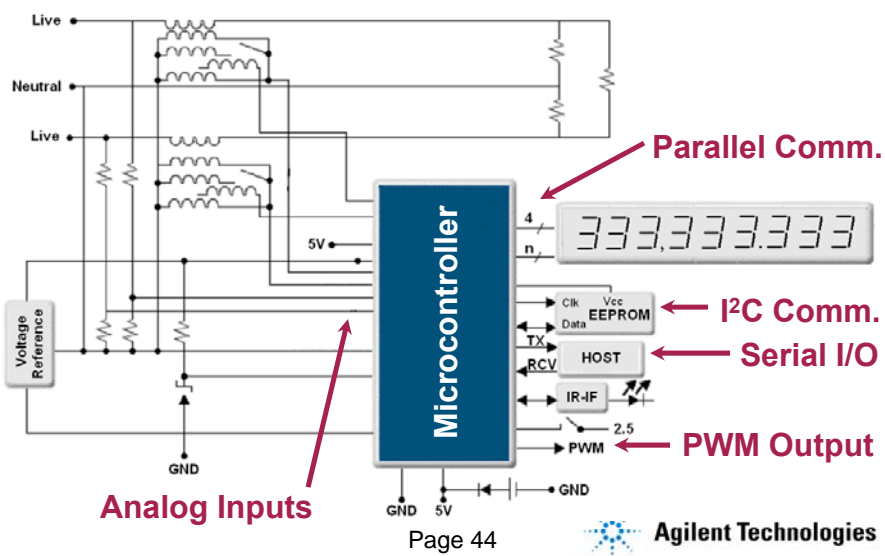 Live
Neutral
Live
Parallel Comm.
4
n
333,333.333
5V
Microcontroller
Clk
Vcc
EEPROM
Data
I²C Comm.
TX
HOST
RCV
Serial I/O
IR-IF
2.5
PWM
PWM Output
Voltage
Reference
GND
Analog Inputs
GND
5V
GND
Page 44
Agilent Technologies